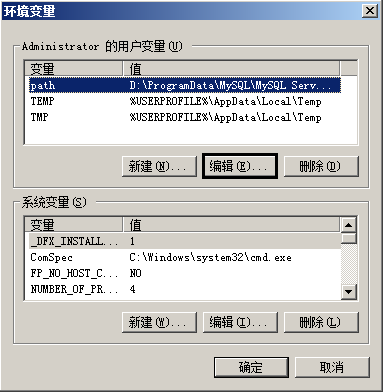 环境变量
Administrator 的用户变量(U)
变量 值
path D:\ProgramData\MySQL\MySQL Serv...
TEMP %USERPROFILE%\AppData\Local\Temp
TMP %USERPROFILE%\AppData\Local\Temp
新建(N)... 编辑(E)... 删除(D)
系统变量(S)
变量 值
_DFX_INSTALL... 1
ComSpec C:\Windows\system32\cmd.exe
FP_NO_HOST_C... NO
NUMBER_OF_PR... 4
新建(W)... 编辑(I)... 删除(L)
确定 取消